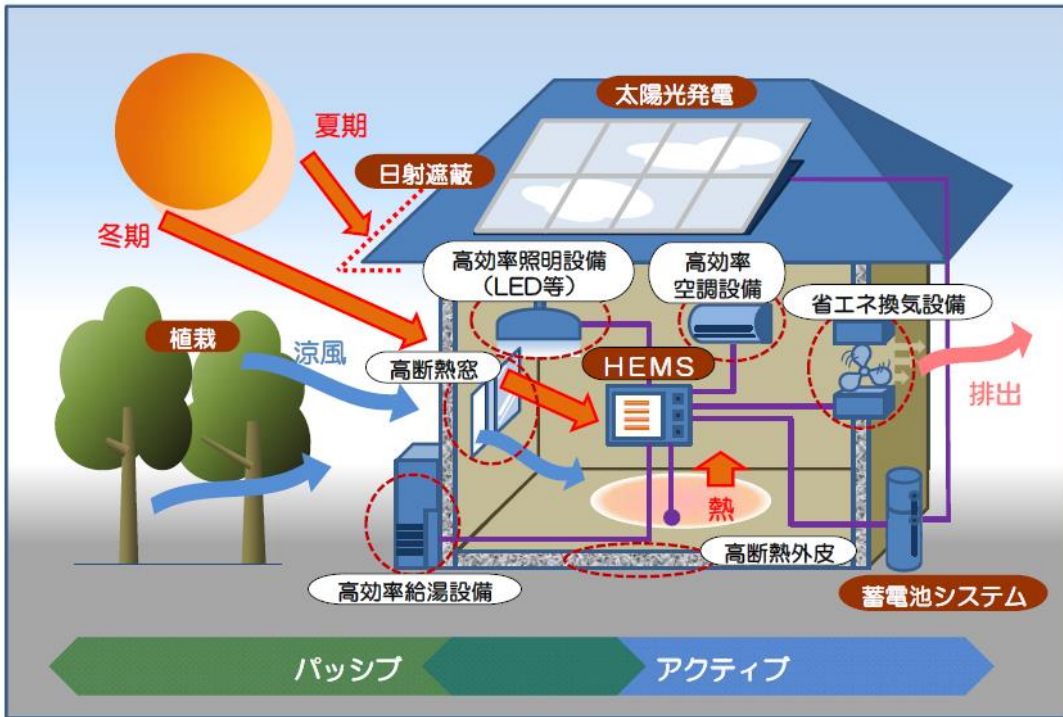 太陽光発電
夏期
日射遮蔽
冬期
高効率照明設備
（LED等）
高効率
空調設備
省エネ換気設備
植栽
涼風
高断熱窓
HEMS
排出
熱
高断熱外皮
高効率給湯設備
蓄電池システム
パッシブ
アクティブ